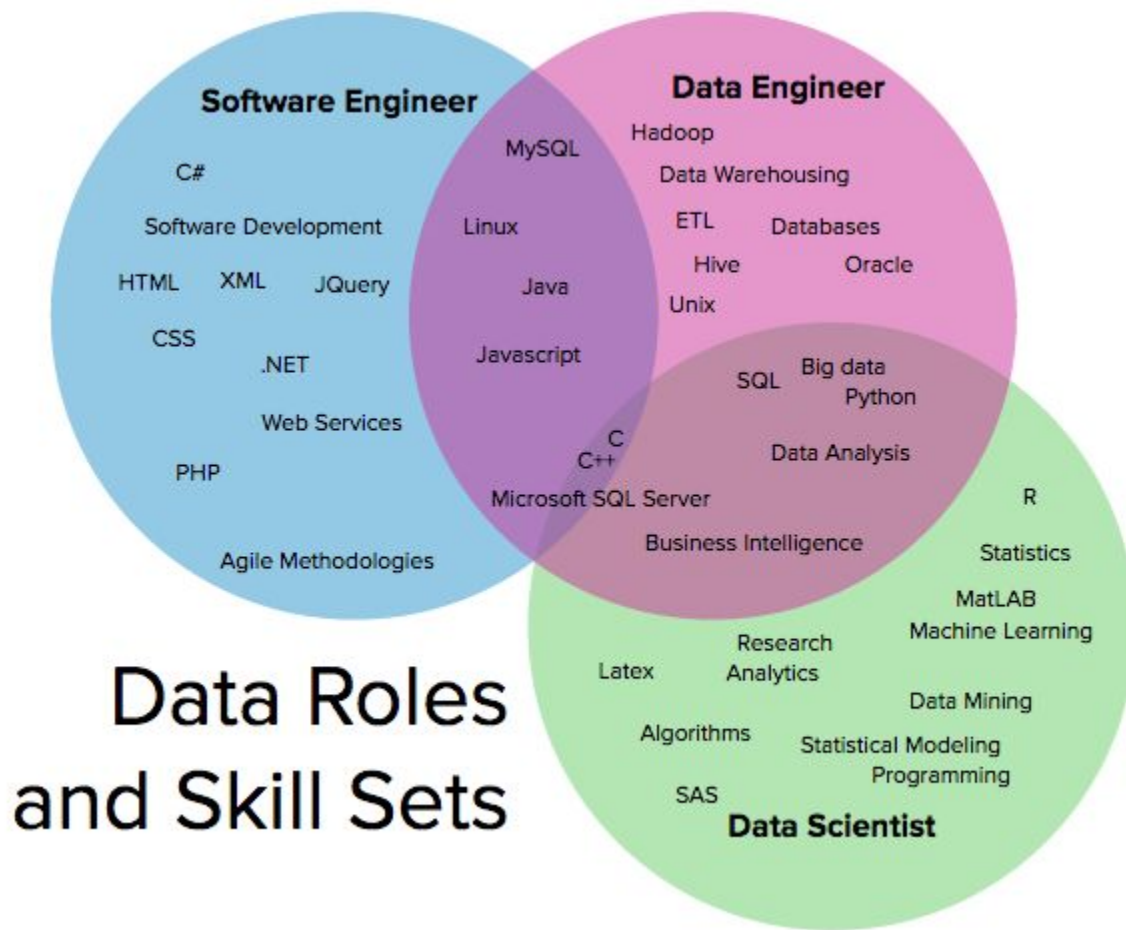 Software Engineer
C#
Software Development
HTML
XML
JQuery
CSS
.NET
Web Services
PHP
Agile Methodologies
MySQL
Linux
Java
Javascript
C
C++
Microsoft SQL Server
Data Engineer
Hadoop
Data Warehousing
ETL
Databases
Hive
Oracle
Unix
SQL
Big data
Python
Data Analysis
Business Intelligence
R
Statistics
MatLAB
Machine Learning
Research
Analytics
Latex
Data Mining
Algorithms
Statistical Modeling
Programming
SAS
Data Scientist
Data Roles
and Skill Sets